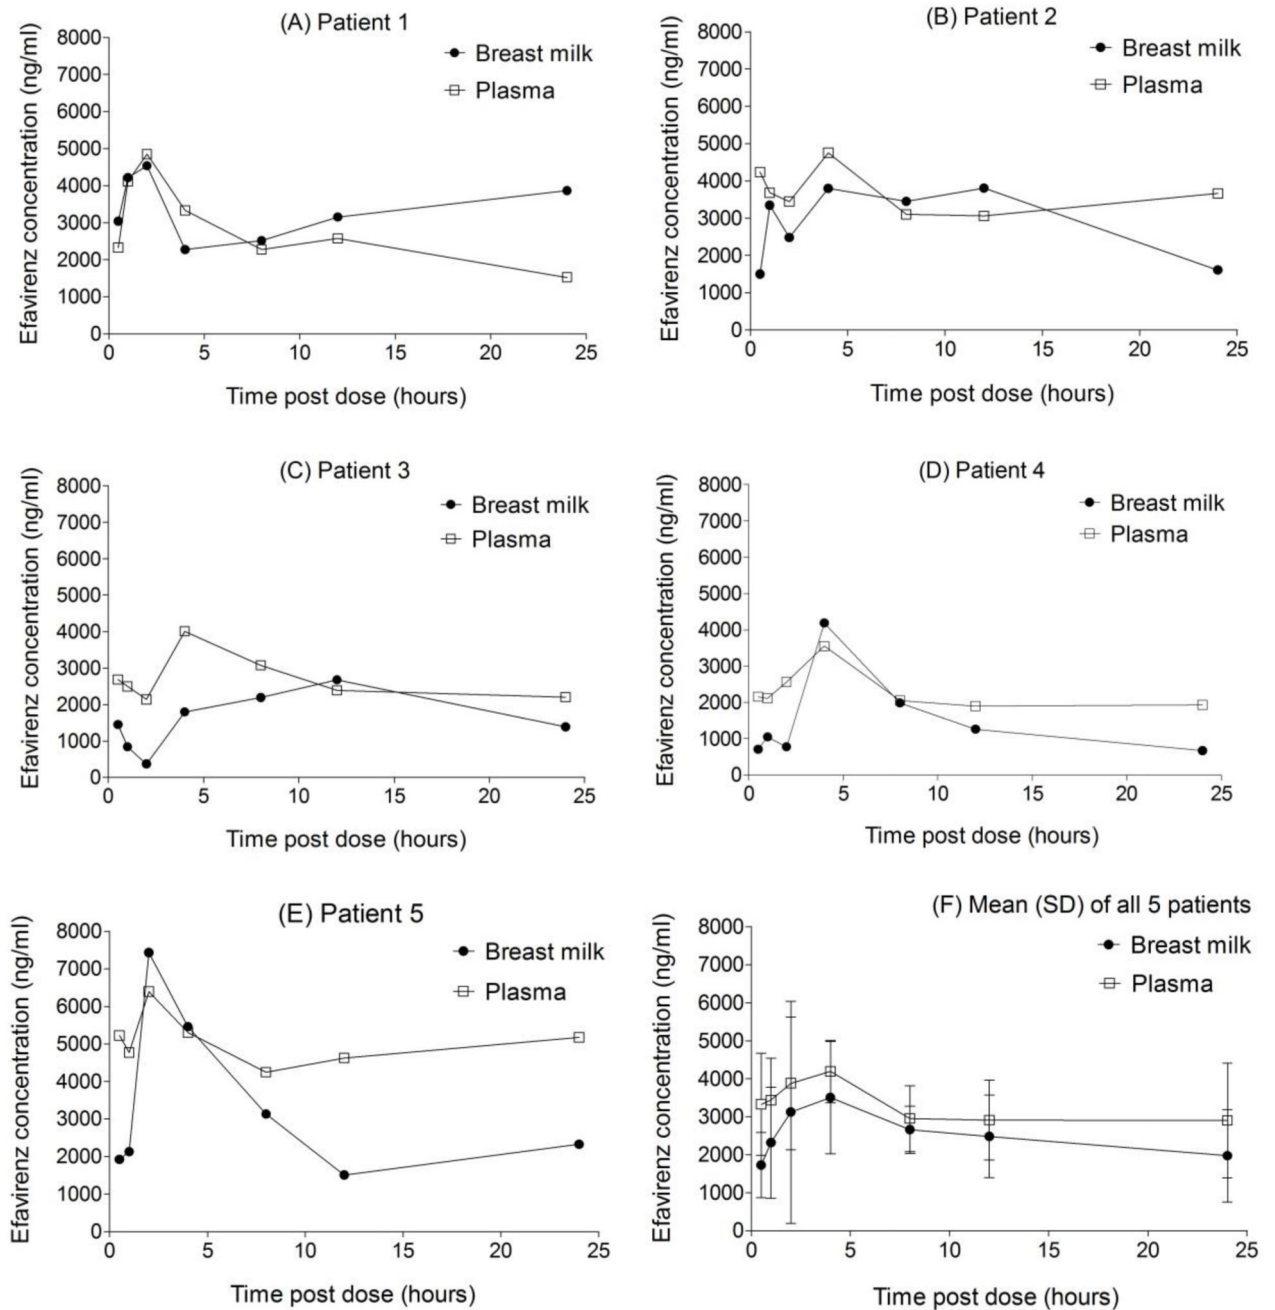 (A) Patient 1
Breast milk
Plasma
Efavirenz concentration (ng/ml)
8000
7000
6000
5000
4000
3000
2000
1000
0
0 5 10 15 20 25
Time post dose (hours)
(B) Patient 2
Breast milk
Plasma
Efavirenz concentration (ng/ml)
8000
7000
6000
5000
4000
3000
2000
1000
0
0 5 10 15 20 25
Time post dose (hours)
(C) Patient 3
Breast milk
Plasma
Efavirenz concentration (ng/ml)
8000
7000
6000
5000
4000
3000
2000
1000
0
0 5 10 15 20 25
Time post dose (hours)
(D) Patient 4
Breast milk
Plasma
Efavirenz concentration (ng/ml)
8000
7000
6000
5000
4000
3000
2000
1000
0
0 5 10 15 20 25
Time post dose (hours)
(E) Patient 5
Breast milk
Plasma
Efavirenz concentration (ng/ml)
8000
7000
6000
5000
4000
3000
2000
1000
0
0 5 10 15 20 25
Time post dose (hours)
(F) Mean (SD) of all 5 patients
Breast milk
Plasma
Efavirenz concentration (ng/ml)
8000
7000
6000
5000
4000
3000
2000
1000
0
0 5 10 15 20 25
Time post dose (hours)